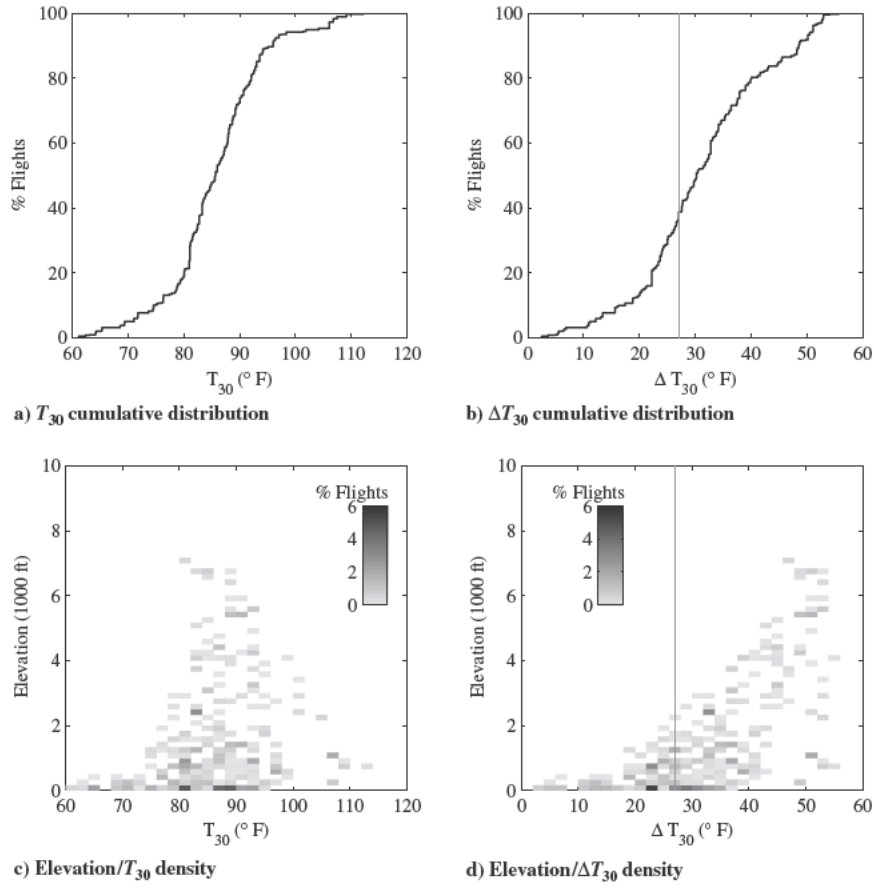 100
80
60
40
20
0
% Flights
60 70 80 90 100 110 120
T30 (° F)
a) T30 cumulative distribution
100
80
60
40
20
0
% Flights
0 10 20 30 40 50 60
Δ T30 (° F)
b) ΔT30 cumulative distribution
10
8
6
4
2
0
Elevation (1000 ft)
% Flights
6
4
2
0
60 70 80 90 100 110 120
T30 (° F)
c) Elevation/T30 density
10
8
6
4
2
0
Elevation (1000 ft)
% Flights
6
4
2
0
0 10 20 30 40 50 60
Δ T30 (° F)
d) Elevation/ΔT30 density